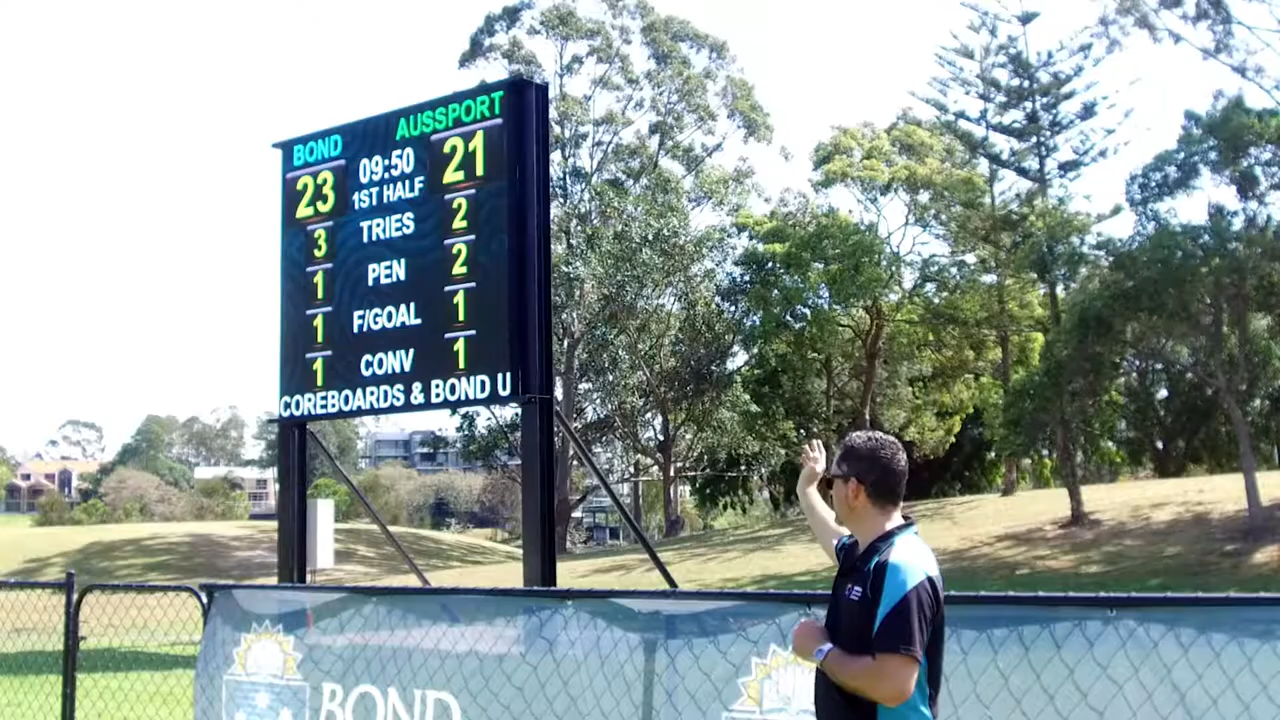 BOND AUSSPORT
23 09:50 21
1ST HALF
3 TRIES 2
1 PEN 2
1 F/GOAL 1
1 CONV 1
COREBOARDS & BOND U
BOND